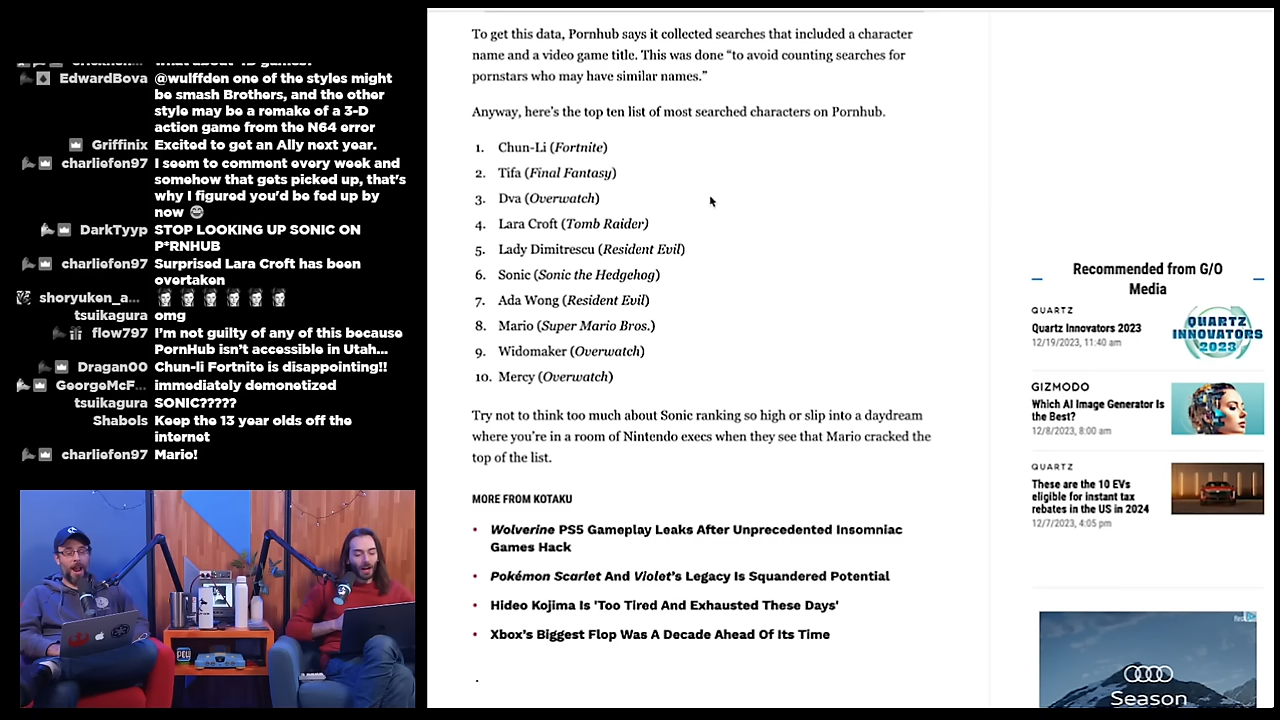 EdwardBova @wulffden one of the styles might
be smash Brothers, and the other
style may be a remake of a 3-D
action game from the N64 error
Griffinix Excited to get an Ally next year.
charliefen97 I seem to comment every week and
somehow that gets picked up, that's
why I figured you'd be fed up by
now
DarkTyyp STOP LOOKING UP SONIC ON
P*RNHUB
charliefen97 Surprised Lara Croft has been
overtaken
shoryuken_a...
tsuikagura omg
flow797 I'm not guilty of any of this because
PornHub isn't accessible in Utah...
Dragan00 Chun-li Fortnite is disappointing!!
GeorgeMcF... immediately demonetized
tsuikagura SONIC?????
Shabols Keep the 13 year olds off the
internet
charliefen97 Mario!
To get this data, Pornhub says it collected searches that included a character
name and a video game title. This was done “to avoid counting searches for
pornstars who may have similar names.”
Anyway, here’s the top ten list of most searched characters on Pornhub.
1. Chun-Li (Fortnite)
2. Tifa (Final Fantasy)
3. Dva (Overwatch)
4. Lara Croft (Tomb Raider)
5. Lady Dimitrescu (Resident Evil)
6. Sonic (Sonic the Hedgehog)
7. Ada Wong (Resident Evil)
8. Mario (Super Mario Bros.)
9. Widomaker (Overwatch)
10. Mercy (Overwatch)
Try not to think too much about Sonic ranking so high or slip into a daydream
where you’re in a room of Nintendo execs when they see that Mario cracked the
top of the list.
MORE FROM KOTAKU
• Wolverine PS5 Gameplay Leaks After Unprecedented Insomniac
Games Hack
• Pokémon Scarlet And Violet’s Legacy Is Squandered Potential
• Hideo Kojima Is 'Too Tired And Exhausted These Days'
• Xbox’s Biggest Flop Was A Decade Ahead Of Its Time
.
Recommended from G/O
Media
QUARTZ
Quartz Innovators 2023
12/19/2023, 11:40 am
QUARTZ
INNOVATORS
2023
GIZMODO
Which AI Image Generator Is
the Best?
12/8/2023, 8:00 am
QUARTZ
These are the 10 EVs
eligible for instant tax
rebates in the US in 2024
12/7/2023, 4:05 pm
Season